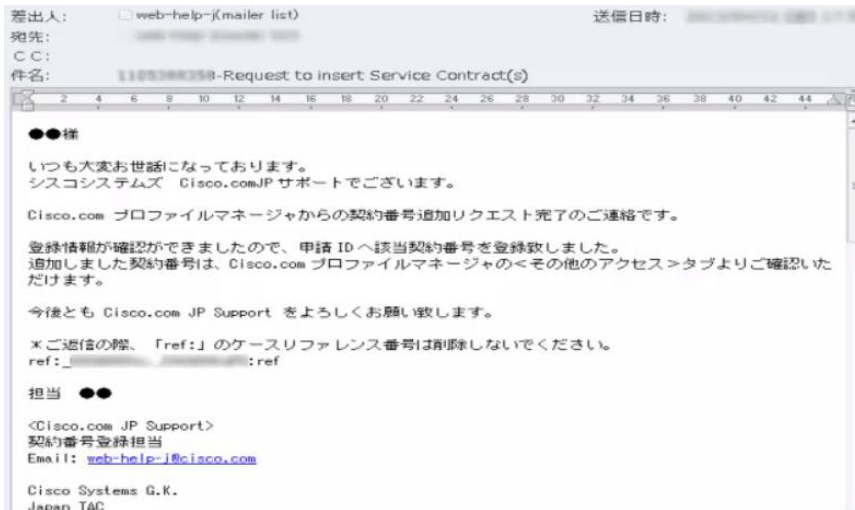 差出人: web-help-j(mailer list) 送信日時:
宛先:
CC:
件名: -Request to insert Service Contract(s)
2 4 6 8 10 12 14 16 18 20 22 24 26 28 30 32 34 36 38 40 42 44
●●様
いつも大変お世話になっております。
シスコシステムズ Cisco.comJPサポートでございます。
Cisco.com プロファイルマネージャからの契約番号追加リクエスト完了のご連絡です。
登録情報が確認ができましたので、申請 ID へ該当契約番号を登録致しました。
追加しました契約番号は、Cisco.com プロファイルマネージャの<その他のアクセス>タブよりご確認いた
だけます。
今後とも Cisco.com JP Support をよろしくお願い致します。
*ご返信の際、「ref:」のケースリファレンス番号は削除しないでください。
ref:_ :ref
担当 ●●
<Cisco.com JP Support>
契約番号登録担当
Email: web-help-j@cisco.com
Cisco Systems G.K.
Japan TAC